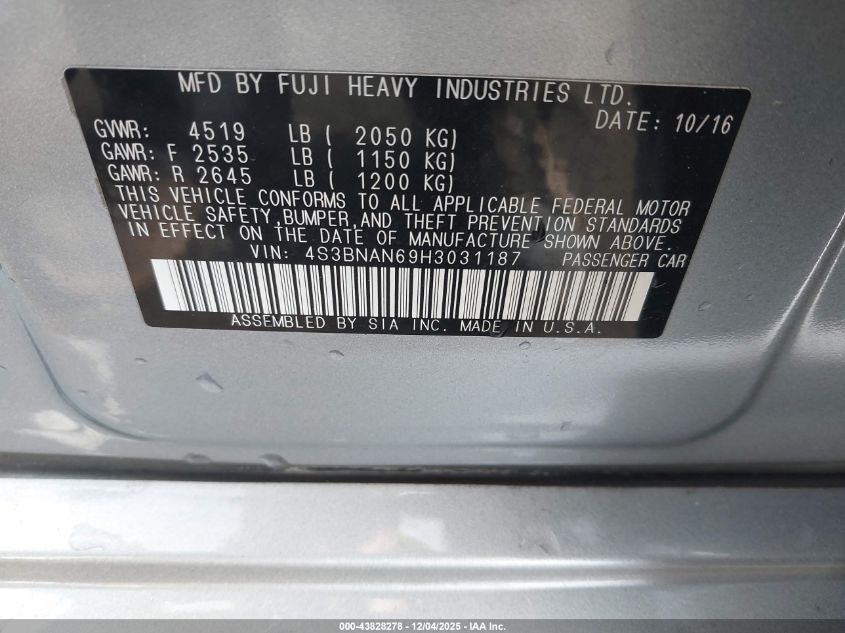 MFD BY FUJI HEAVY INDUSTRIES LTD.
DATE: 10/16
GVWR: 4519 LB ( 2050 KG)
GAWR: F 2535 LB ( 1150 KG)
GAWR: R 2645 LB ( 1200 KG)
THIS VEHICLE CONFORMS TO ALL APPLICABLE FEDERAL MOTOR
VEHICLE SAFETY, BUMPER, AND THEFT PREVENTION STANDARDS
IN EFFECT ON THE DATE OF MANUFACTURE SHOWN ABOVE.
VIN: 4S3BNAN69H3031187 PASSENGER CAR
ASSEMBLED BY SIA INC. MADE IN U.S.A.
000-43828278 - 12/04/2025 - IAA Inc.